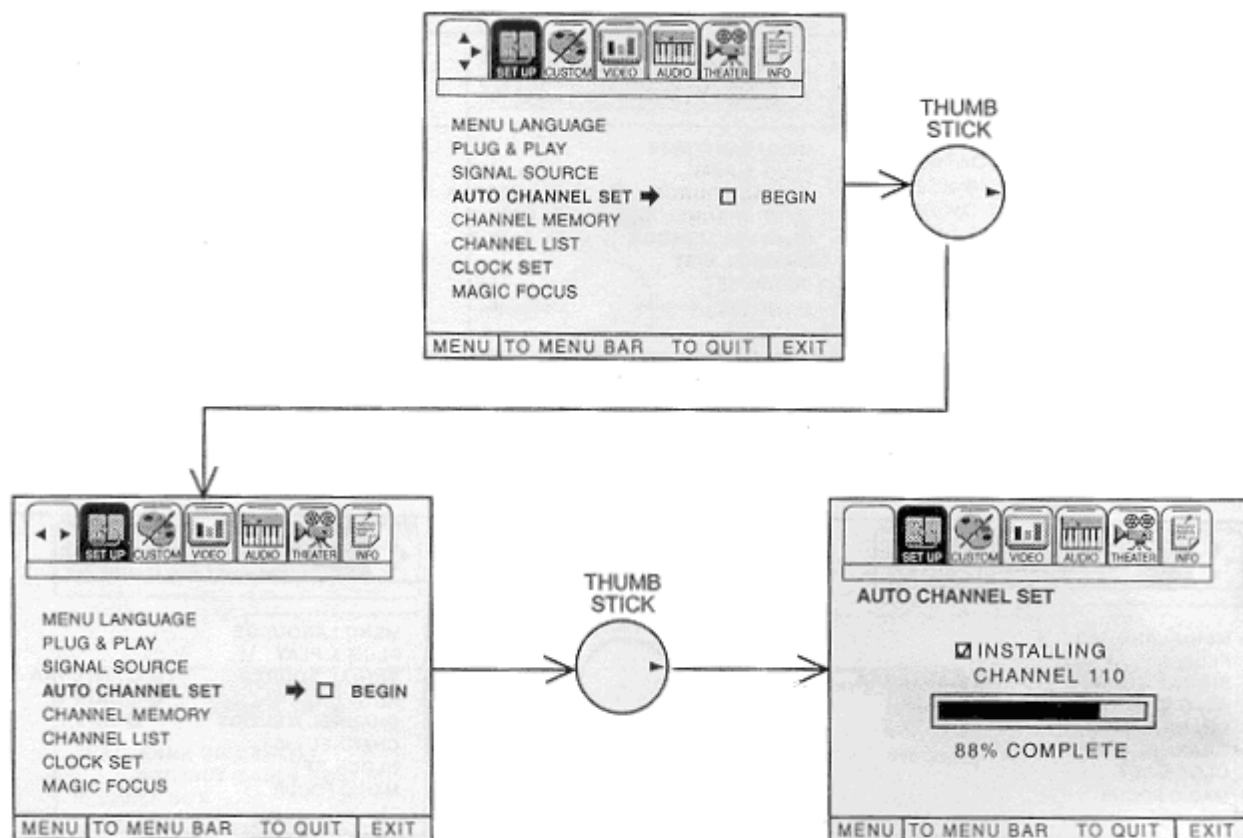 SET UP CUSTOM VIDEO AUDIO THEATER INFO
MENU LANGUAGE
PLUG & PLAY
SIGNAL SOURCE
AUTO CHANNEL SET ➡ ☐ BEGIN
CHANNEL MEMORY
CHANNEL LIST
CLOCK SET
MAGIC FOCUS
MENU TO MENU BAR TO QUIT EXIT
THUMB
STICK
SET UP CUSTOM VIDEO AUDIO THEATER INFO
MENU LANGUAGE
PLUG & PLAY
SIGNAL SOURCE
AUTO CHANNEL SET ➡ ☐ BEGIN
CHANNEL MEMORY
CHANNEL LIST
CLOCK SET
MAGIC FOCUS
MENU TO MENU BAR TO QUIT EXIT
THUMB
STICK
SET UP CUSTOM VIDEO AUDIO THEATER INFO
AUTO CHANNEL SET
☑ INSTALLING
CHANNEL 110
88% COMPLETE
MENU TO MENU BAR TO QUIT EXIT